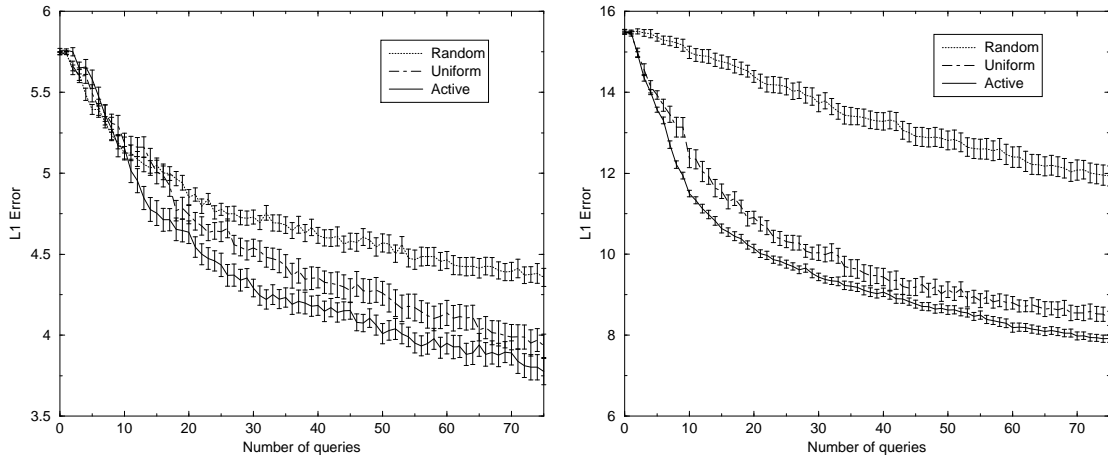 6
5.5
5
4.5
4
3.5
L1 Error
0 10 20 30 40 50 60 70
Number of queries
Random
Uniform
Active
16
14
12
10
8
6
L1 Error
0 10 20 30 40 50 60 70
Number of queries
Random
Uniform
Active